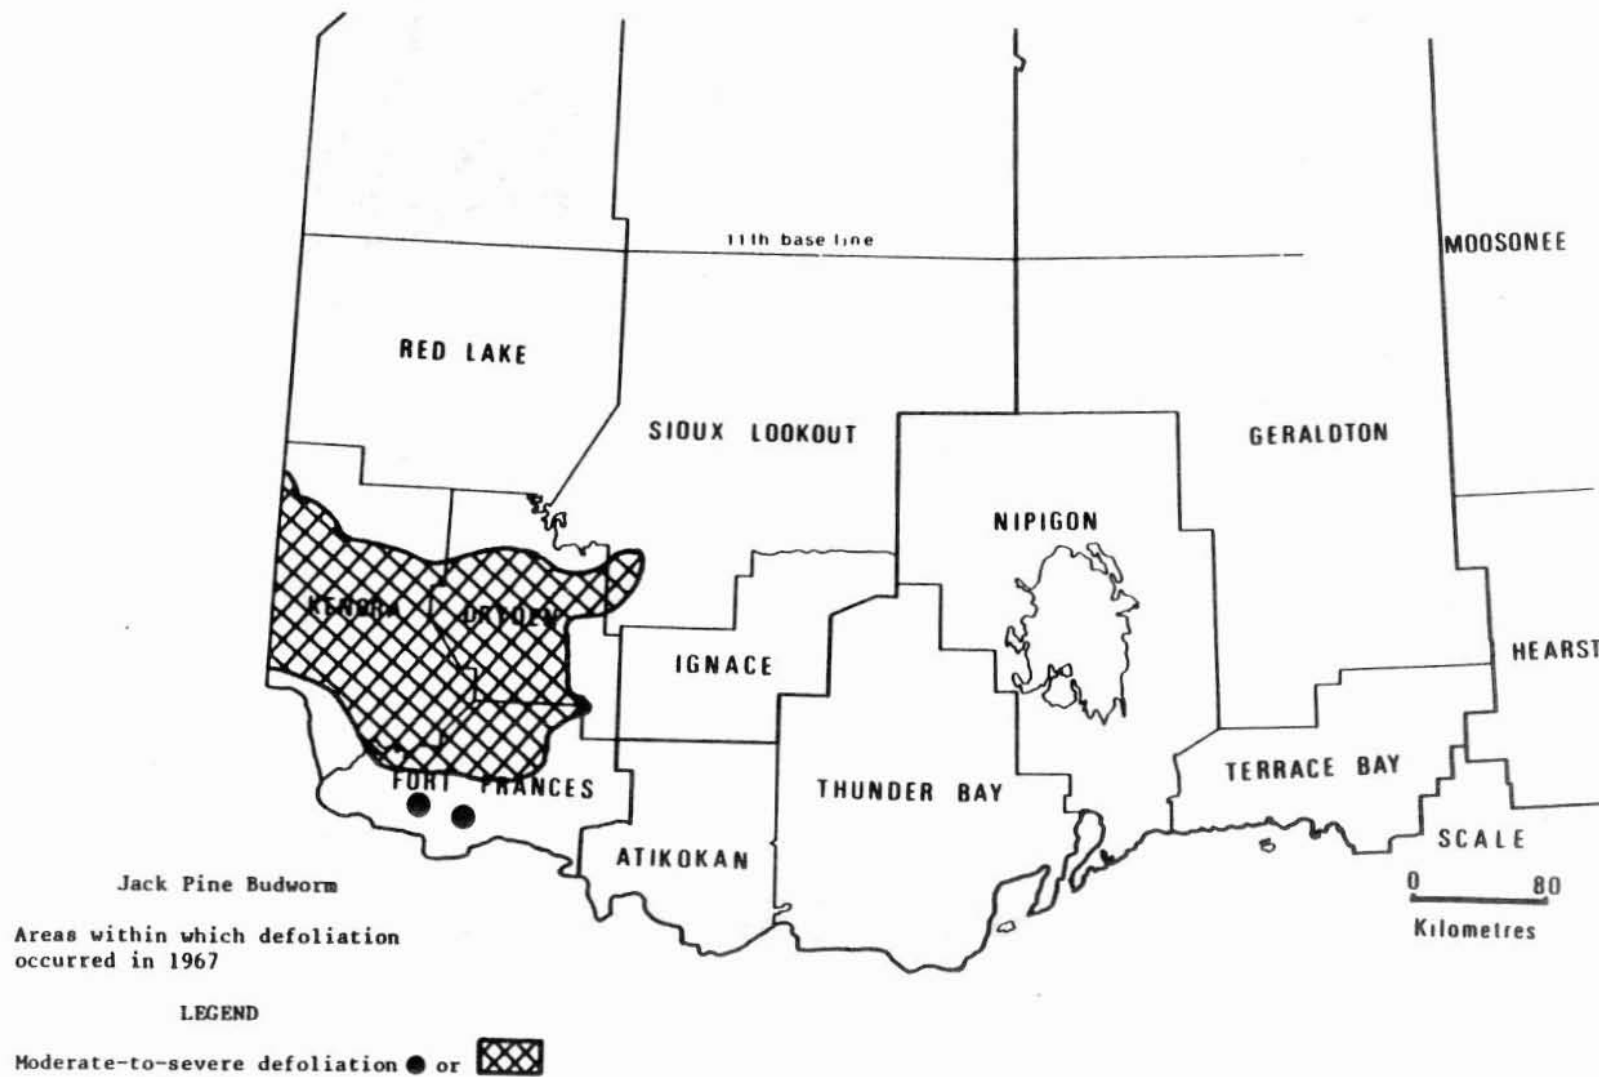 11th base line
MOOSONEE
RED LAKE
SIOUX LOOKOUT
GERALDTON
NIPIGON
KENORA
DRYDEN
IGNACE
HEARST
FORT FRANCES
THUNDER BAY
TERRACE BAY
ATIKOKAN
SCALE
0 80
Kilometres
Jack Pine Budworm
Areas within which defoliation
occurred in 1967
LEGEND
Moderate-to-severe defoliation ● or